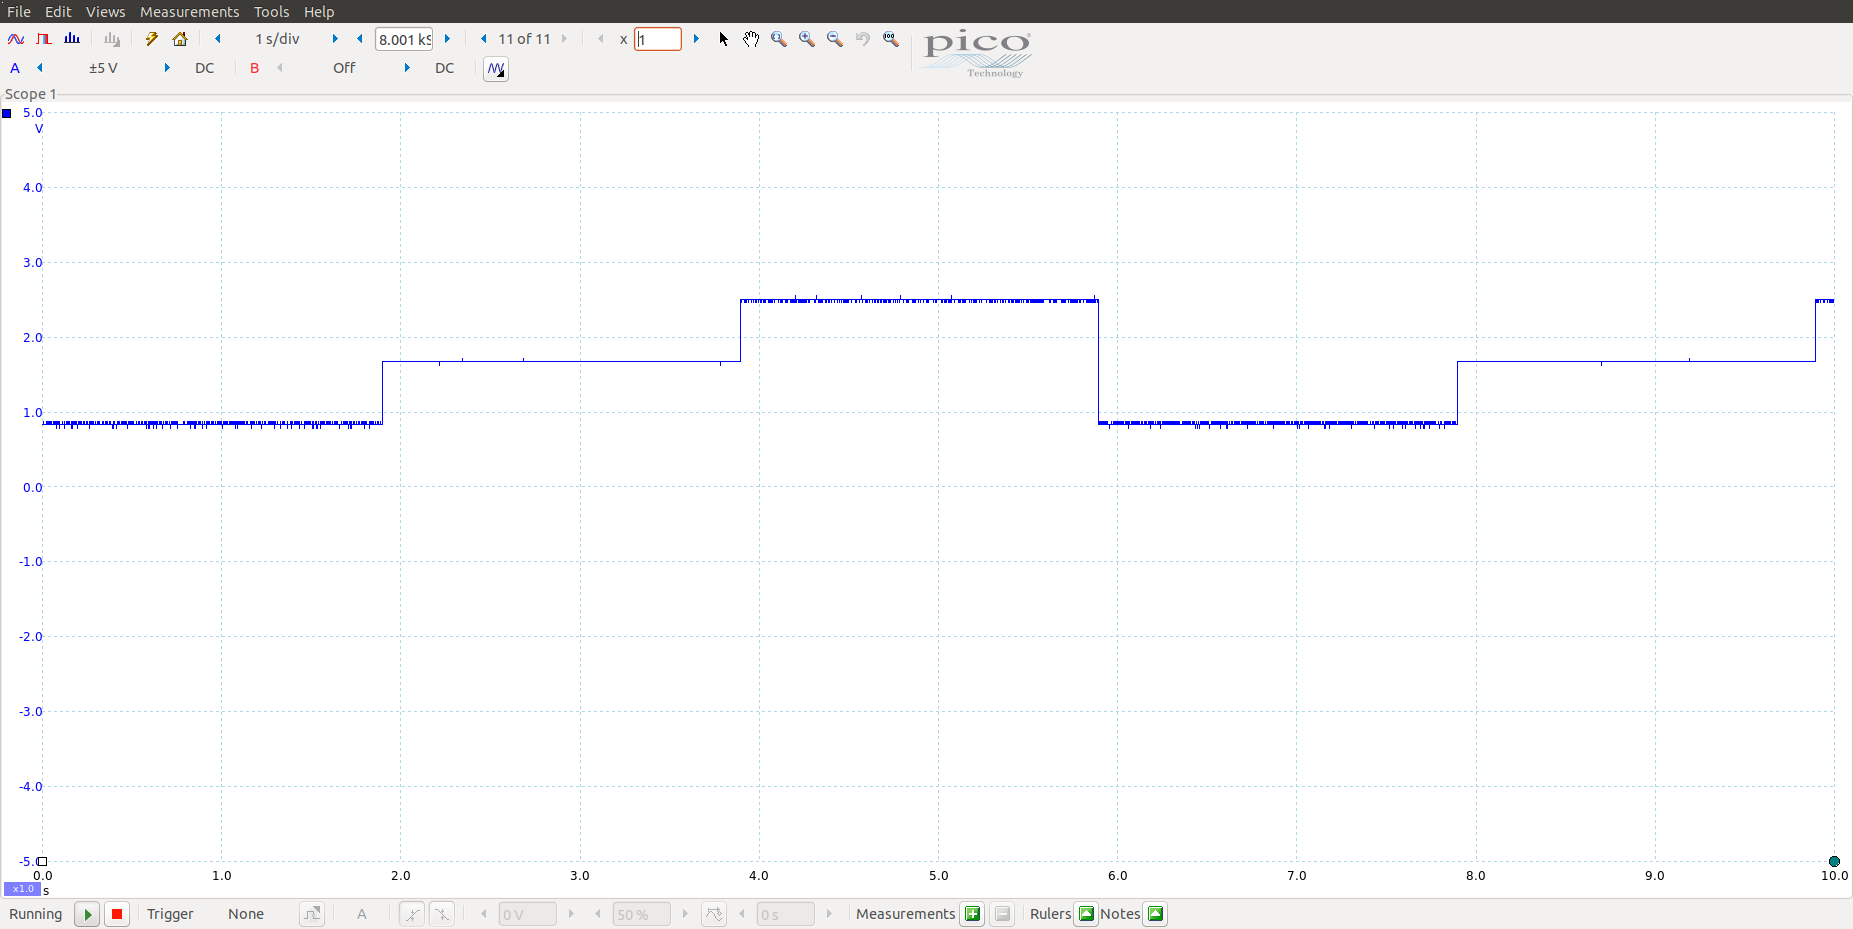 File Edit Views Measurements Tools Help
1 s/div 8.001 kS 11 of 11 x 1
pico
Technology
A ±5 V DC B Off DC
Scope 1
5.0
V
4.0
3.0
2.0
1.0
0.0
-1.0
-2.0
-3.0
-4.0
-5.0
0.0 1.0 2.0 3.0 4.0 5.0 6.0 7.0 8.0 9.0 10.0
x1.0 s
Running Trigger None A 0 V 50 % 0 s Measurements Rulers Notes